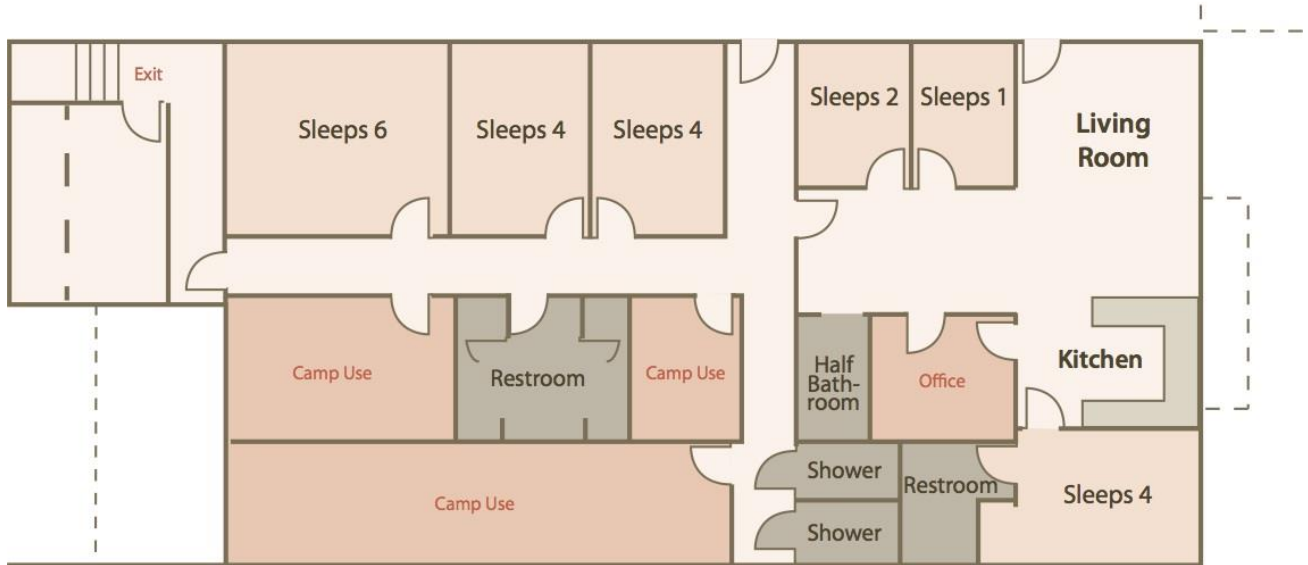 Exit
Sleeps 6
Sleeps 4
Sleeps 4
Sleeps 2
Sleeps 1
Living
Room
Camp Use
Restroom
Camp Use
Half
Bath-
room
Office
Kitchen
Camp Use
Shower
Shower
Restroom
Sleeps 4